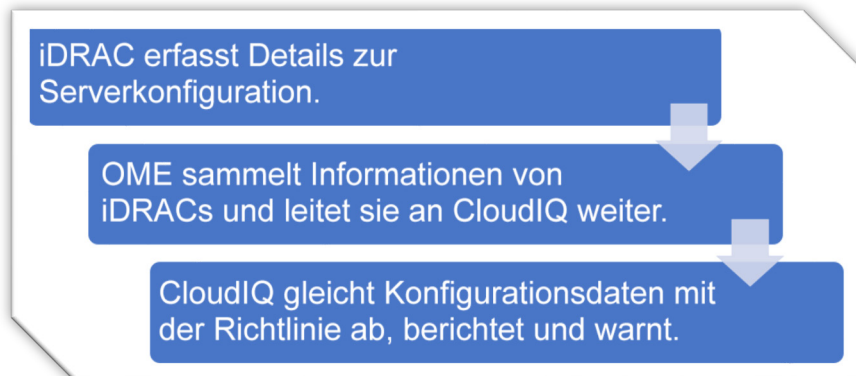 iDRAC erfasst Details zur
Serverkonfiguration.
OME sammelt Informationen von
iDRACs und leitet sie an CloudIQ weiter.
CloudIQ gleicht Konfigurationsdaten mit
der Richtlinie ab, berichtet und warnt.